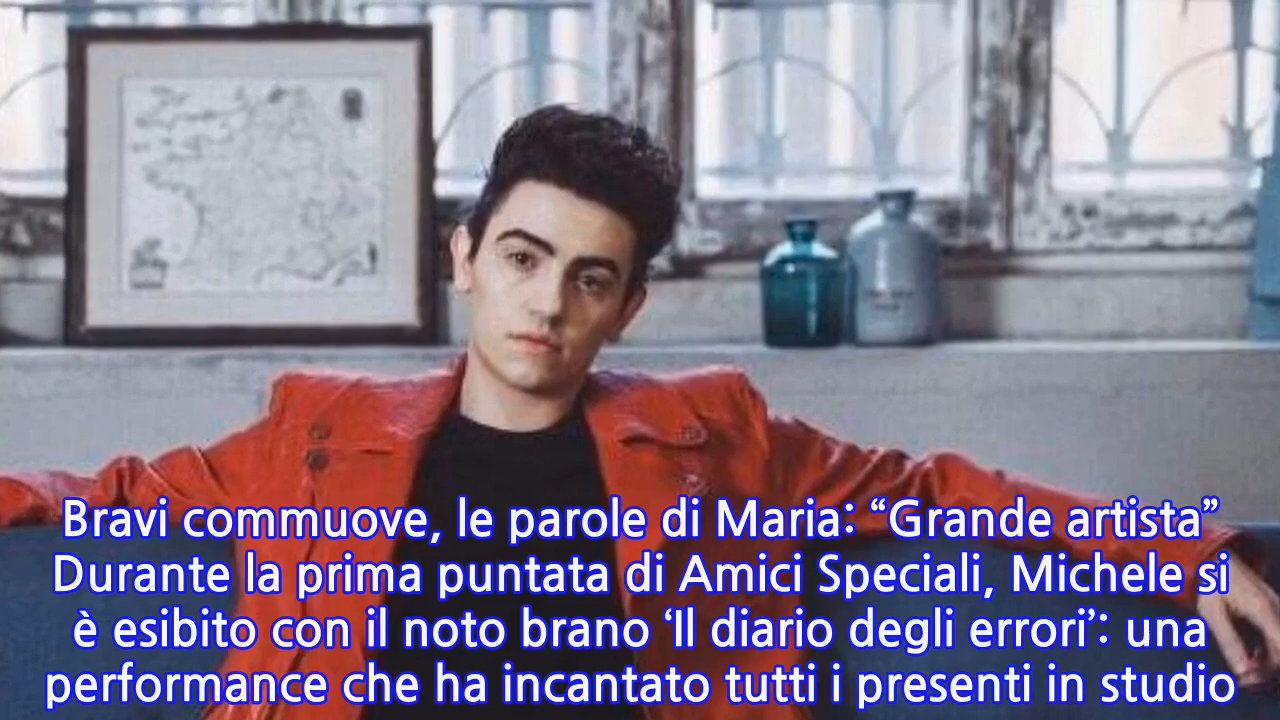 Bravi commuove, le parole di Maria: “Grande artista”
Durante la prima puntata di Amici Speciali, Michele si
è esibito con il noto brano ‘Il diario degli errori’: una
performance che ha incantato tutti i presenti in studio